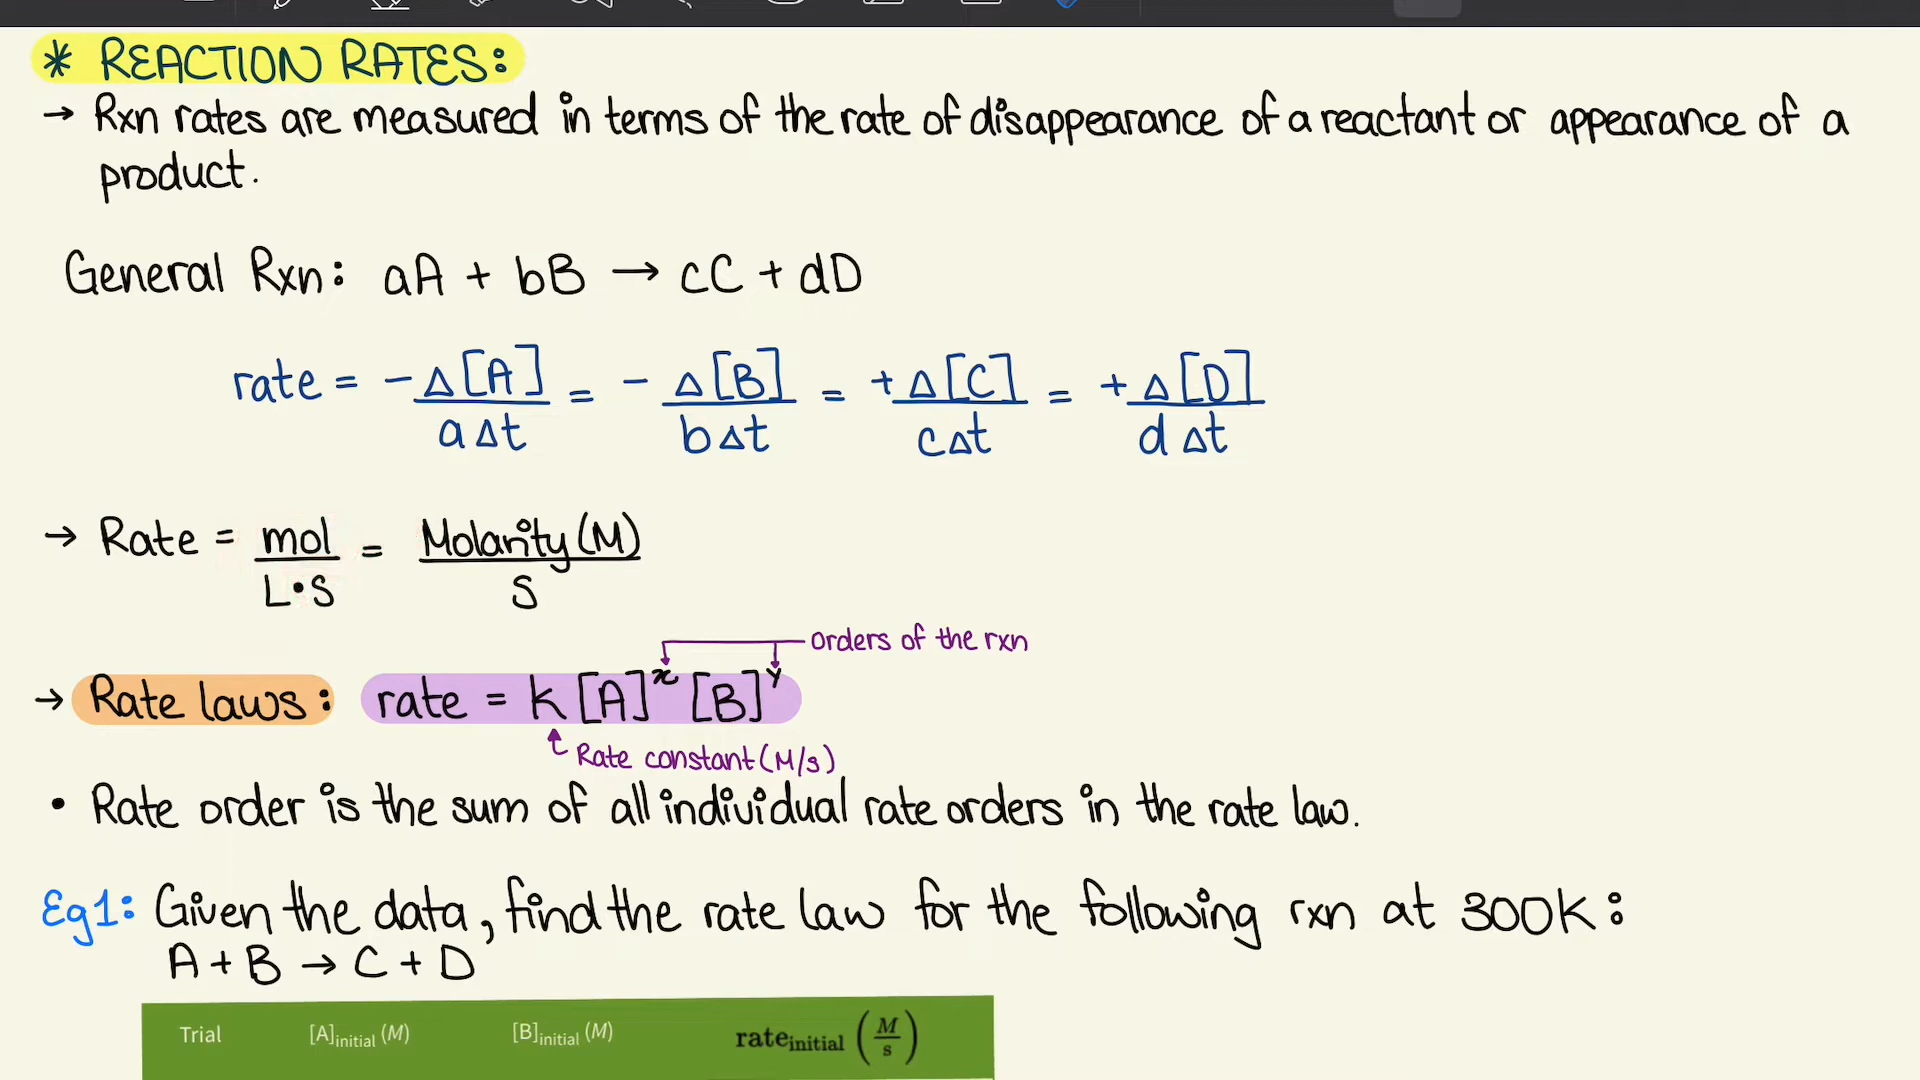 * REACTION RATES:
→ Rxn rates are measured in terms of the rate of disappearance of a reactant or appearance of a
product.
General Rxn: aA + bB → cC + dD
rate = -Δ[A]/aΔt = -Δ[B]/bΔt = +Δ[C]/cΔt = +Δ[D]/dΔt
→ Rate = mol/L•S = Molarity (M)/S
orders of the rxn
→ Rate laws: rate = k [A]^x [B]^y
Rate constant (M/s)
• Rate order is the sum of all individual rate orders in the rate law.
Eg1: Given the data, find the rate law for the following rxn at 300K:
A + B → C + D
Trial [A]initial (M) [B]initial (M) rateinitial (M/s)